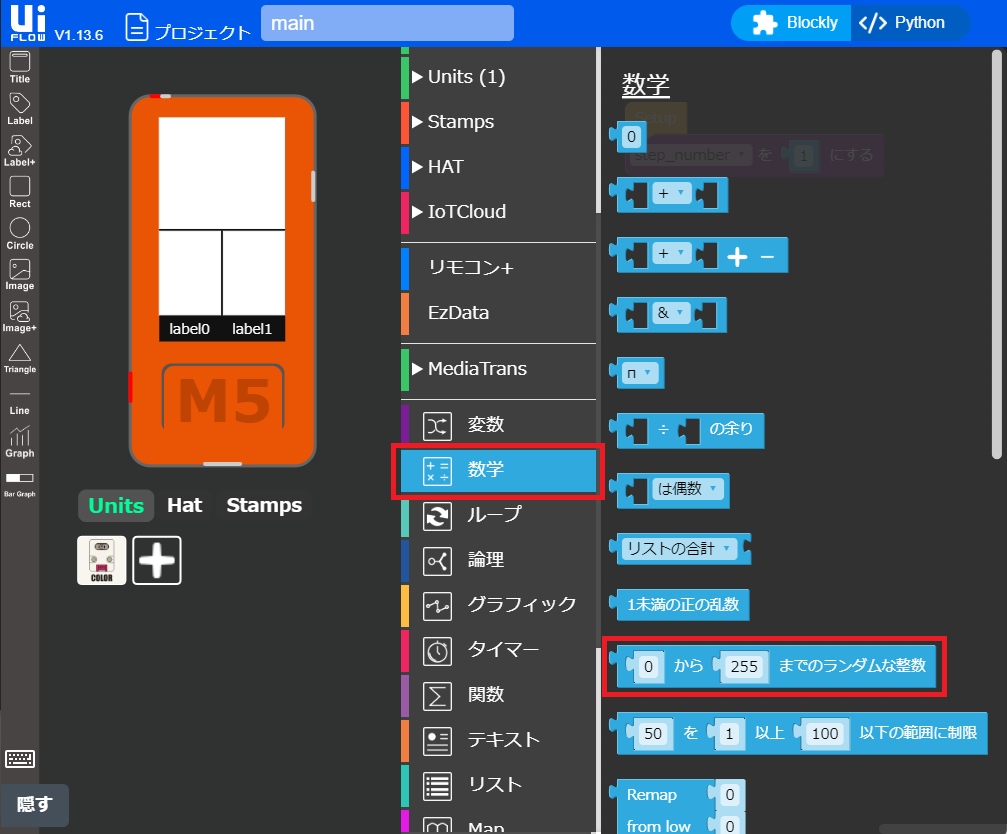 Ui
FLOW
V1.13.6
プロジェクト
main
Blockly
</> Python
Title
Label
Label+
Rect
Circle
Image
Image+
Triangle
Line
Graph
Bar Graph
label0
label1
M5
Units
Hat
Stamps
COLOR
隠す
Units (1)
Stamps
HAT
IoTCloud
リモコン+
EzData
MediaTrans
変数
数学
ループ
論理
グラフィック
タイマー
関数
テキスト
リスト
Map
数学
Setup
0
step_number を 1 にする
+
+ + −
&
π
÷ の余り
は偶数
リストの合計
1未満の正の乱数
0 から 255 までのランダムな整数
50 を 1 以上 100 以下の範囲に制限
Remap 0
from low 0